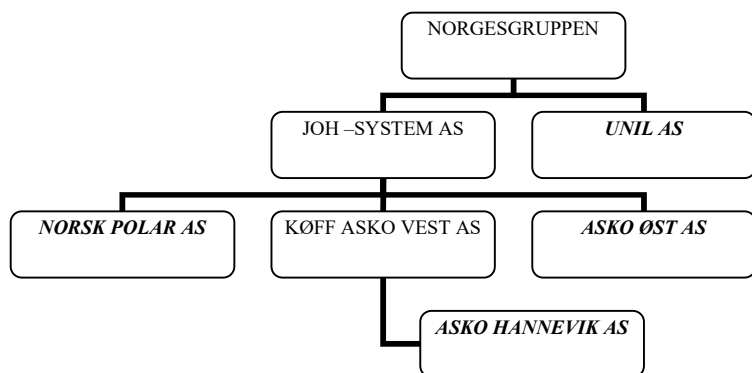 NORGESGRUPPEN
JOH –SYSTEM AS
UNIL AS
NORSK POLAR AS
KØFF ASKO VEST AS
ASKO ØST AS
ASKO HANNEVIK AS